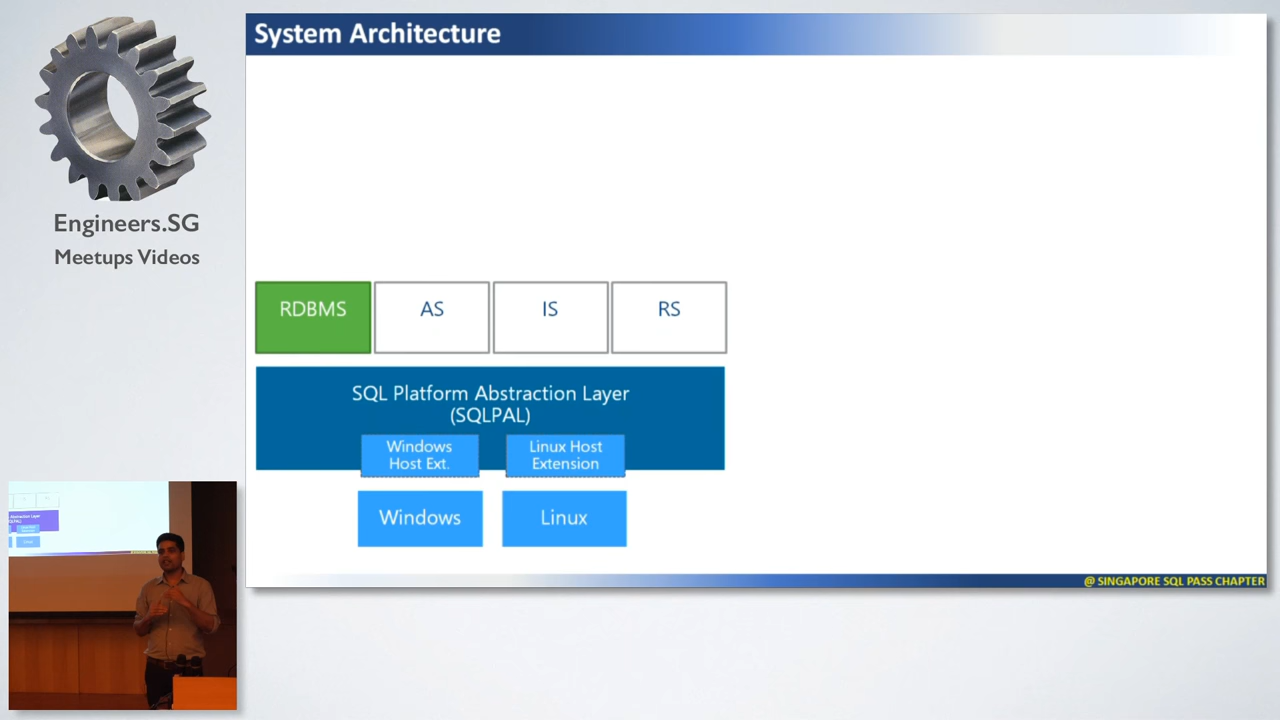 System Architecture
Engineers.SG
Meetups Videos
RDBMS
AS
IS
RS
SQL Platform Abstraction Layer
(SQLPAL)
Windows
Host Ext.
Linux Host
Extension
Windows
Linux
@ SINGAPORE SQL PASS CHAPTER